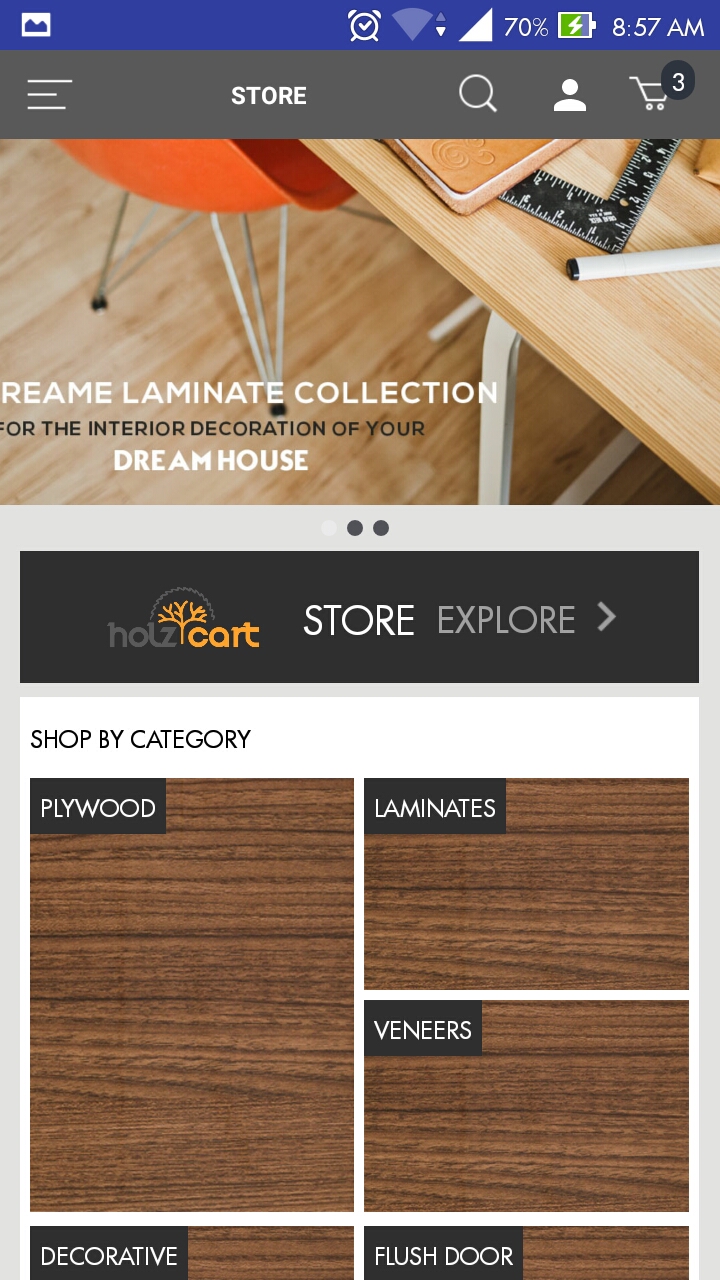 70% 8:57 AM
STORE
3
REAME LAMINATE COLLECTION
FOR THE INTERIOR DECORATION OF YOUR
DREAM HOUSE
holzcart STORE EXPLORE
SHOP BY CATEGORY
PLYWOOD
LAMINATES
VENEERS
DECORATIVE
FLUSH DOOR